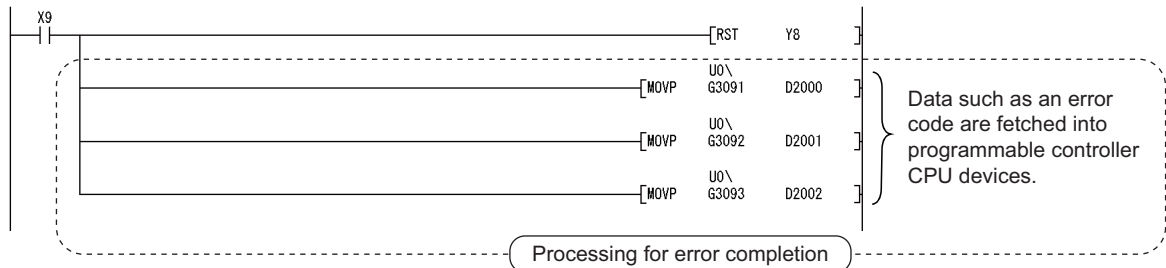 X9
[RST Y8 ]
U0\
[MOVP G3091 D2000 ]
U0\
[MOVP G3092 D2001 ]
U0\
[MOVP G3093 D2002 ]
Data such as an error
code are fetched into
programmable controller
CPU devices.
Processing for error completion